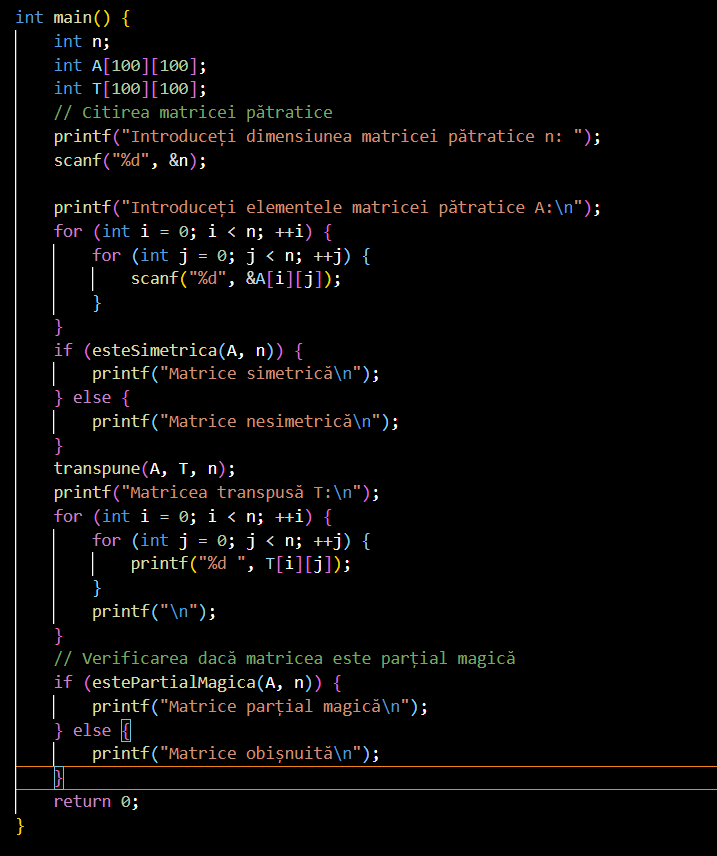 int main() {
    int n;
    int A[100][100];
    int T[100][100];
    // Citirea matricei pătratice
    printf("Introduceți dimensiunea matricei pătratice n: ");
    scanf("%d", &n);

    printf("Introduceți elementele matricei pătratice A:\n");
    for (int i = 0; i < n; ++i) {
        for (int j = 0; j < n; ++j) {
            scanf("%d", &A[i][j]);
        }
    }
    if (esteSimetrica(A, n)) {
        printf("Matrice simetrică\n");
    } else {
        printf("Matrice nesimetrică\n");
    }
    transpune(A, T, n);
    printf("Matricea transpusă T:\n");
    for (int i = 0; i < n; ++i) {
        for (int j = 0; j < n; ++j) {
            printf("%d ", T[i][j]);
        }
        printf("\n");
    }
    // Verificarea dacă matricea este parțial magică
    if (estePartialMagica(A, n)) {
        printf("Matrice parțial magică\n");
    } else {
        printf("Matrice obișnuită\n");
    }
    return 0;
}